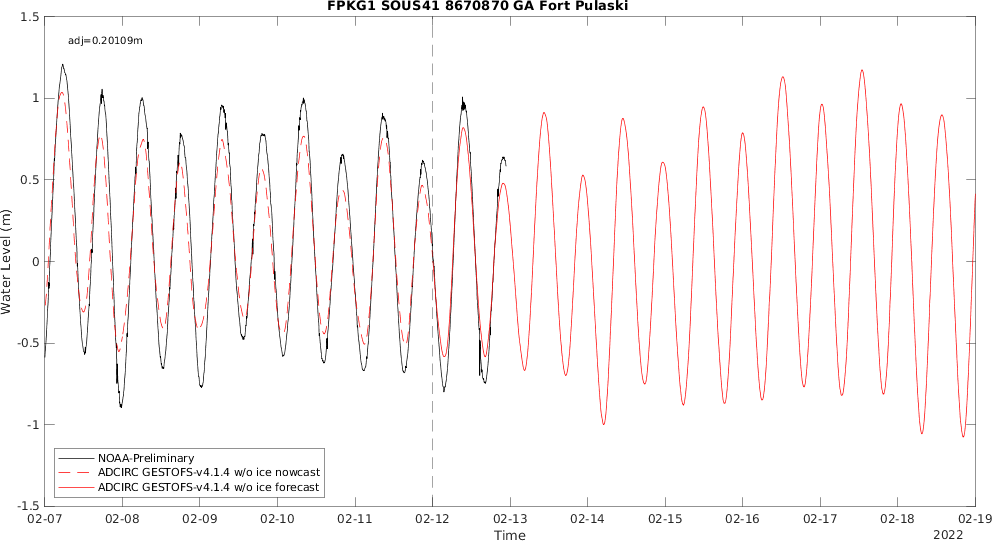 FPKG1 SOUS41 8670870 GA Fort Pulaski
adj=0.20109m
1.5
1
0.5
0
-0.5
-1
-1.5
Water Level (m)
NOAA-Preliminary
ADCIRC GESTOFS-v4.1.4 w/o ice nowcast
ADCIRC GESTOFS-v4.1.4 w/o ice forecast
02-07 02-08 02-09 02-10 02-11 02-12 02-13 02-14 02-15 02-16 02-17 02-18 02-19
Time
2022